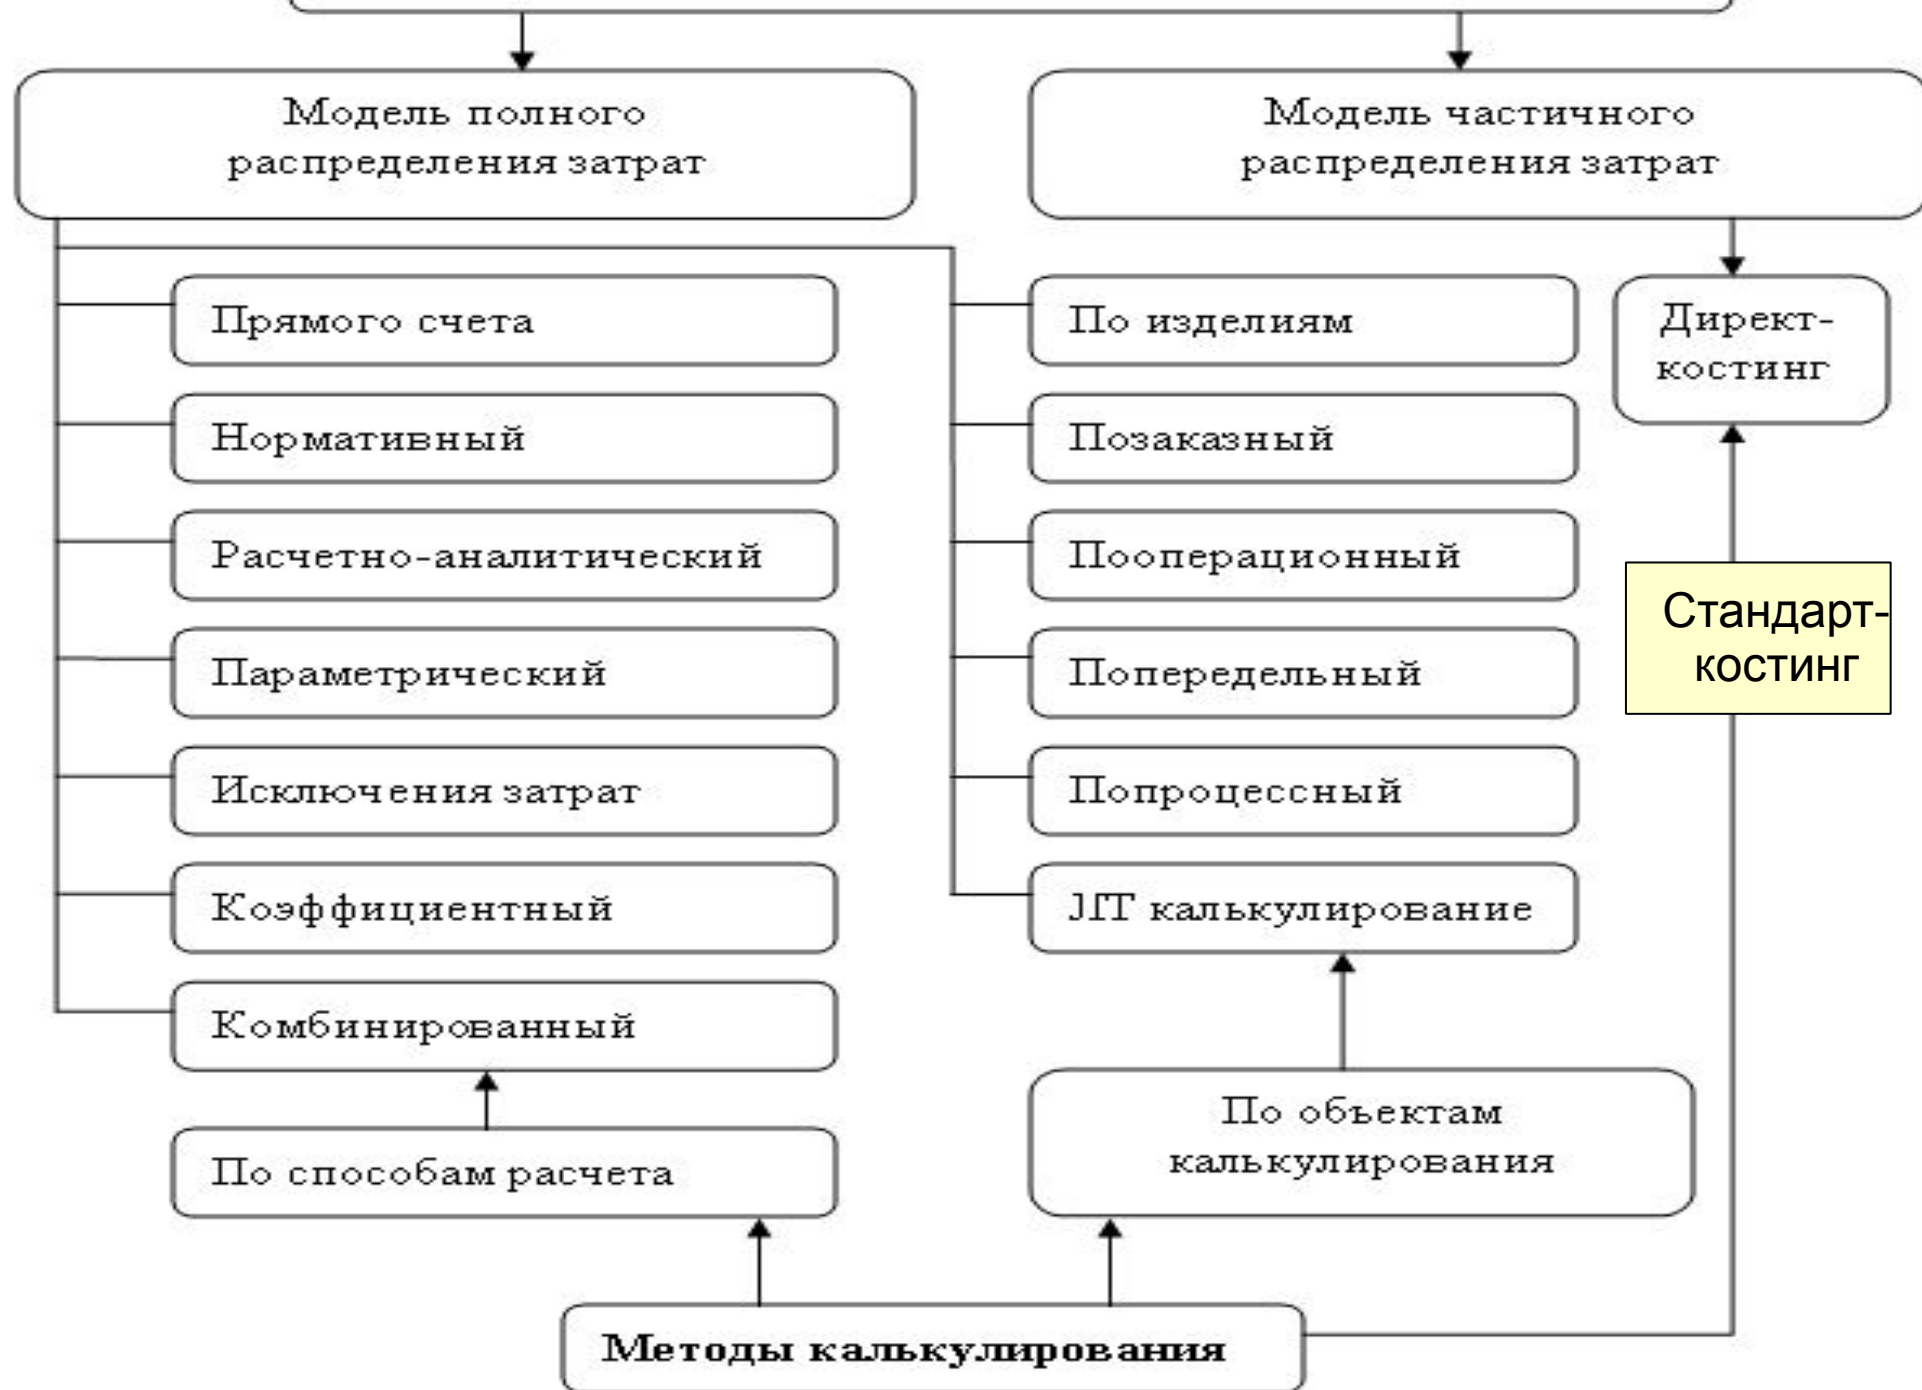 Модель полного
распределения затрат
Модель частичного
распределения затрат
Прямого счета
Нормативный
Расчетно-аналитический
Параметрический
Исключения затрат
Коэффициентный
Комбинированный
По способам расчета
По изделиям
Позаказный
Пооперационный
Попередельный
Попроцессный
JIT калькулирование
По объектам
калькулирования
Директ-
костинг
Стандарт-
костинг
Методы калькулирования